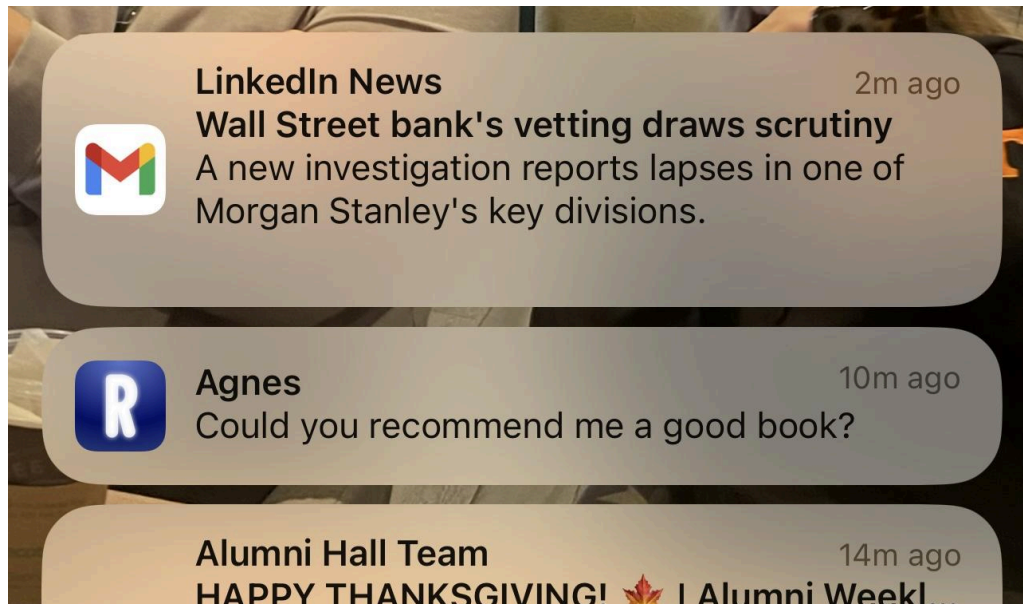 LinkedIn News
2m ago
Wall Street bank's vetting draws scrutiny
A new investigation reports lapses in one of
Morgan Stanley's key divisions.
R
Agnes
10m ago
Could you recommend me a good book?
Alumni Hall Team
14m ago
HAPPY THANKSGIVING! 🍁 | Alumni Weekl...